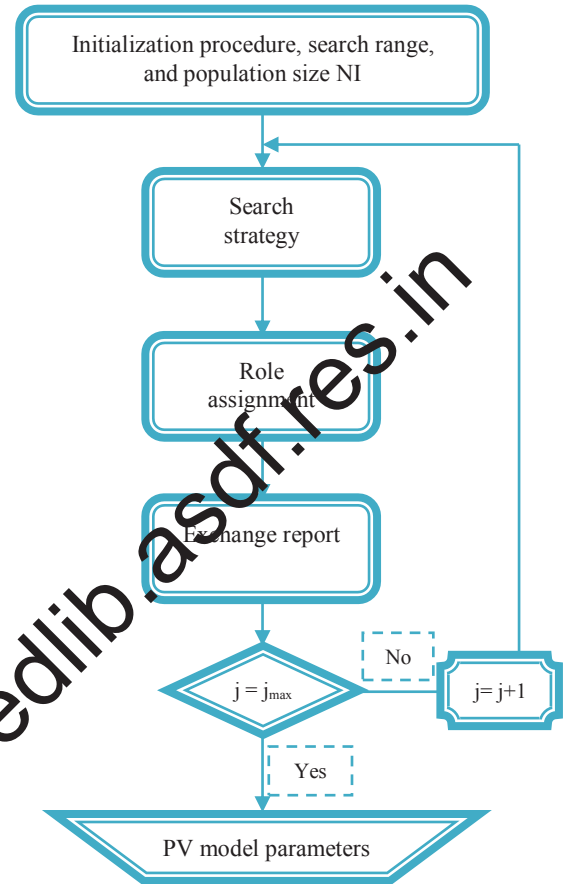 Initialization procedure, search range,
and population size NI
Search
strategy
Role
assignment
Exchange report
j = jmax
No
j= j+1
Yes
PV model parameters
edlib.asdf.res.in